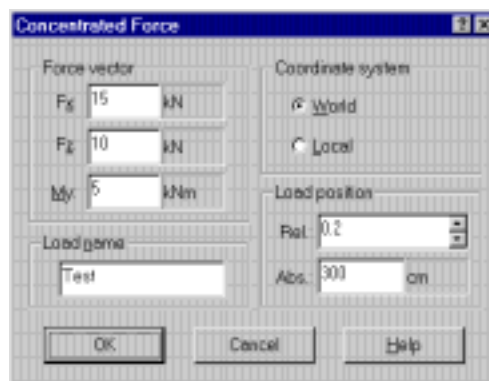 Concentrated Force
Force vector
Fx: 15 kN
Fz: 10 kN
My: 5 kNm
Load name
Test
Coordinate system
World
Local
Load position
Rel.: 0.2
Abs.: 300 cm
OK
Cancel
Help